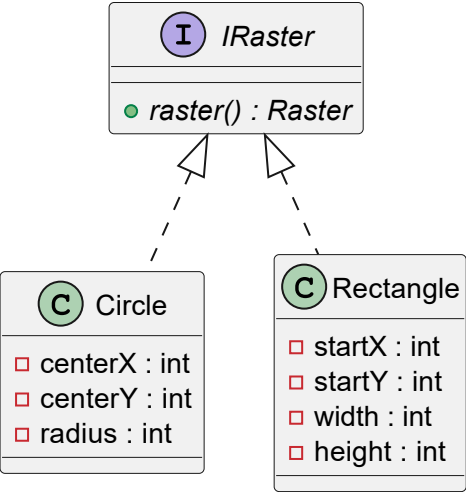 I IRaster
raster() : Raster
C Circle
centerX : int
centerY : int
radius : int
C Rectangle
startX : int
startY : int
width : int
height : int